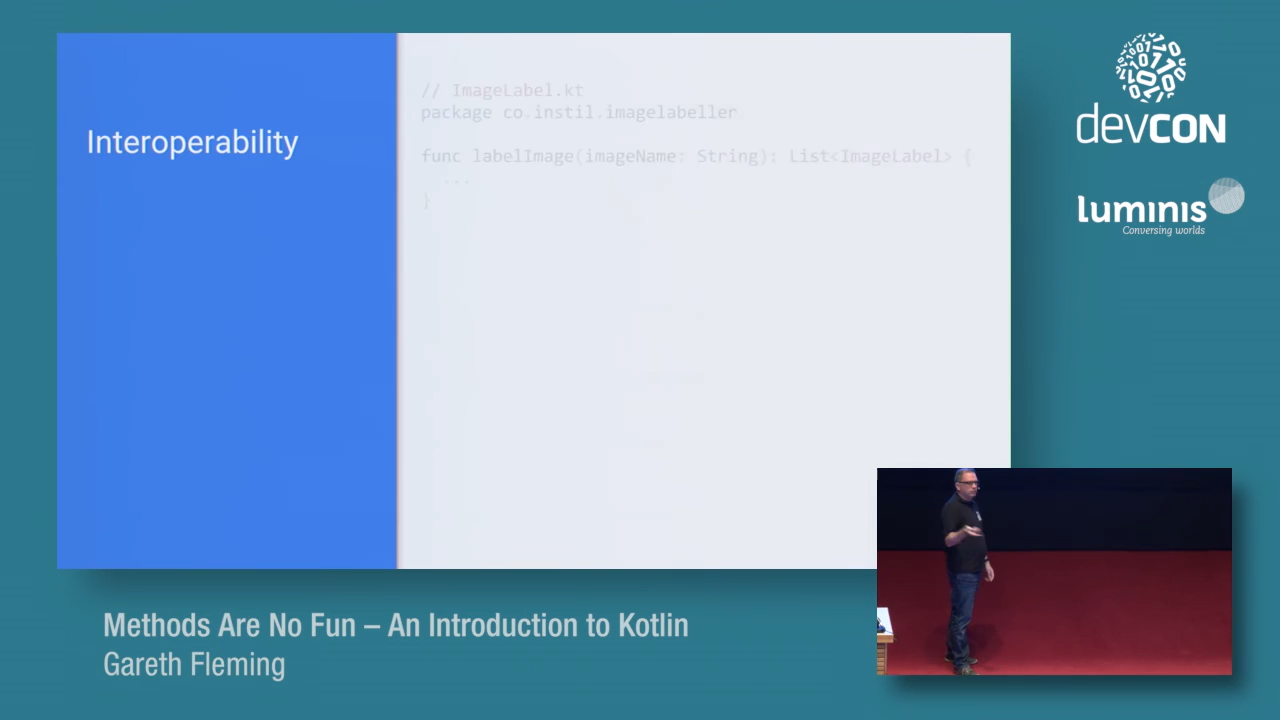 Interoperability
// ImageLabel.kt
package co.instil.imagelabeller
func labelImage(imageName: String): List<ImageLabel> {
...
}
devCON
luminis
Conversing worlds
Methods Are No Fun – An Introduction to Kotlin
Gareth Fleming